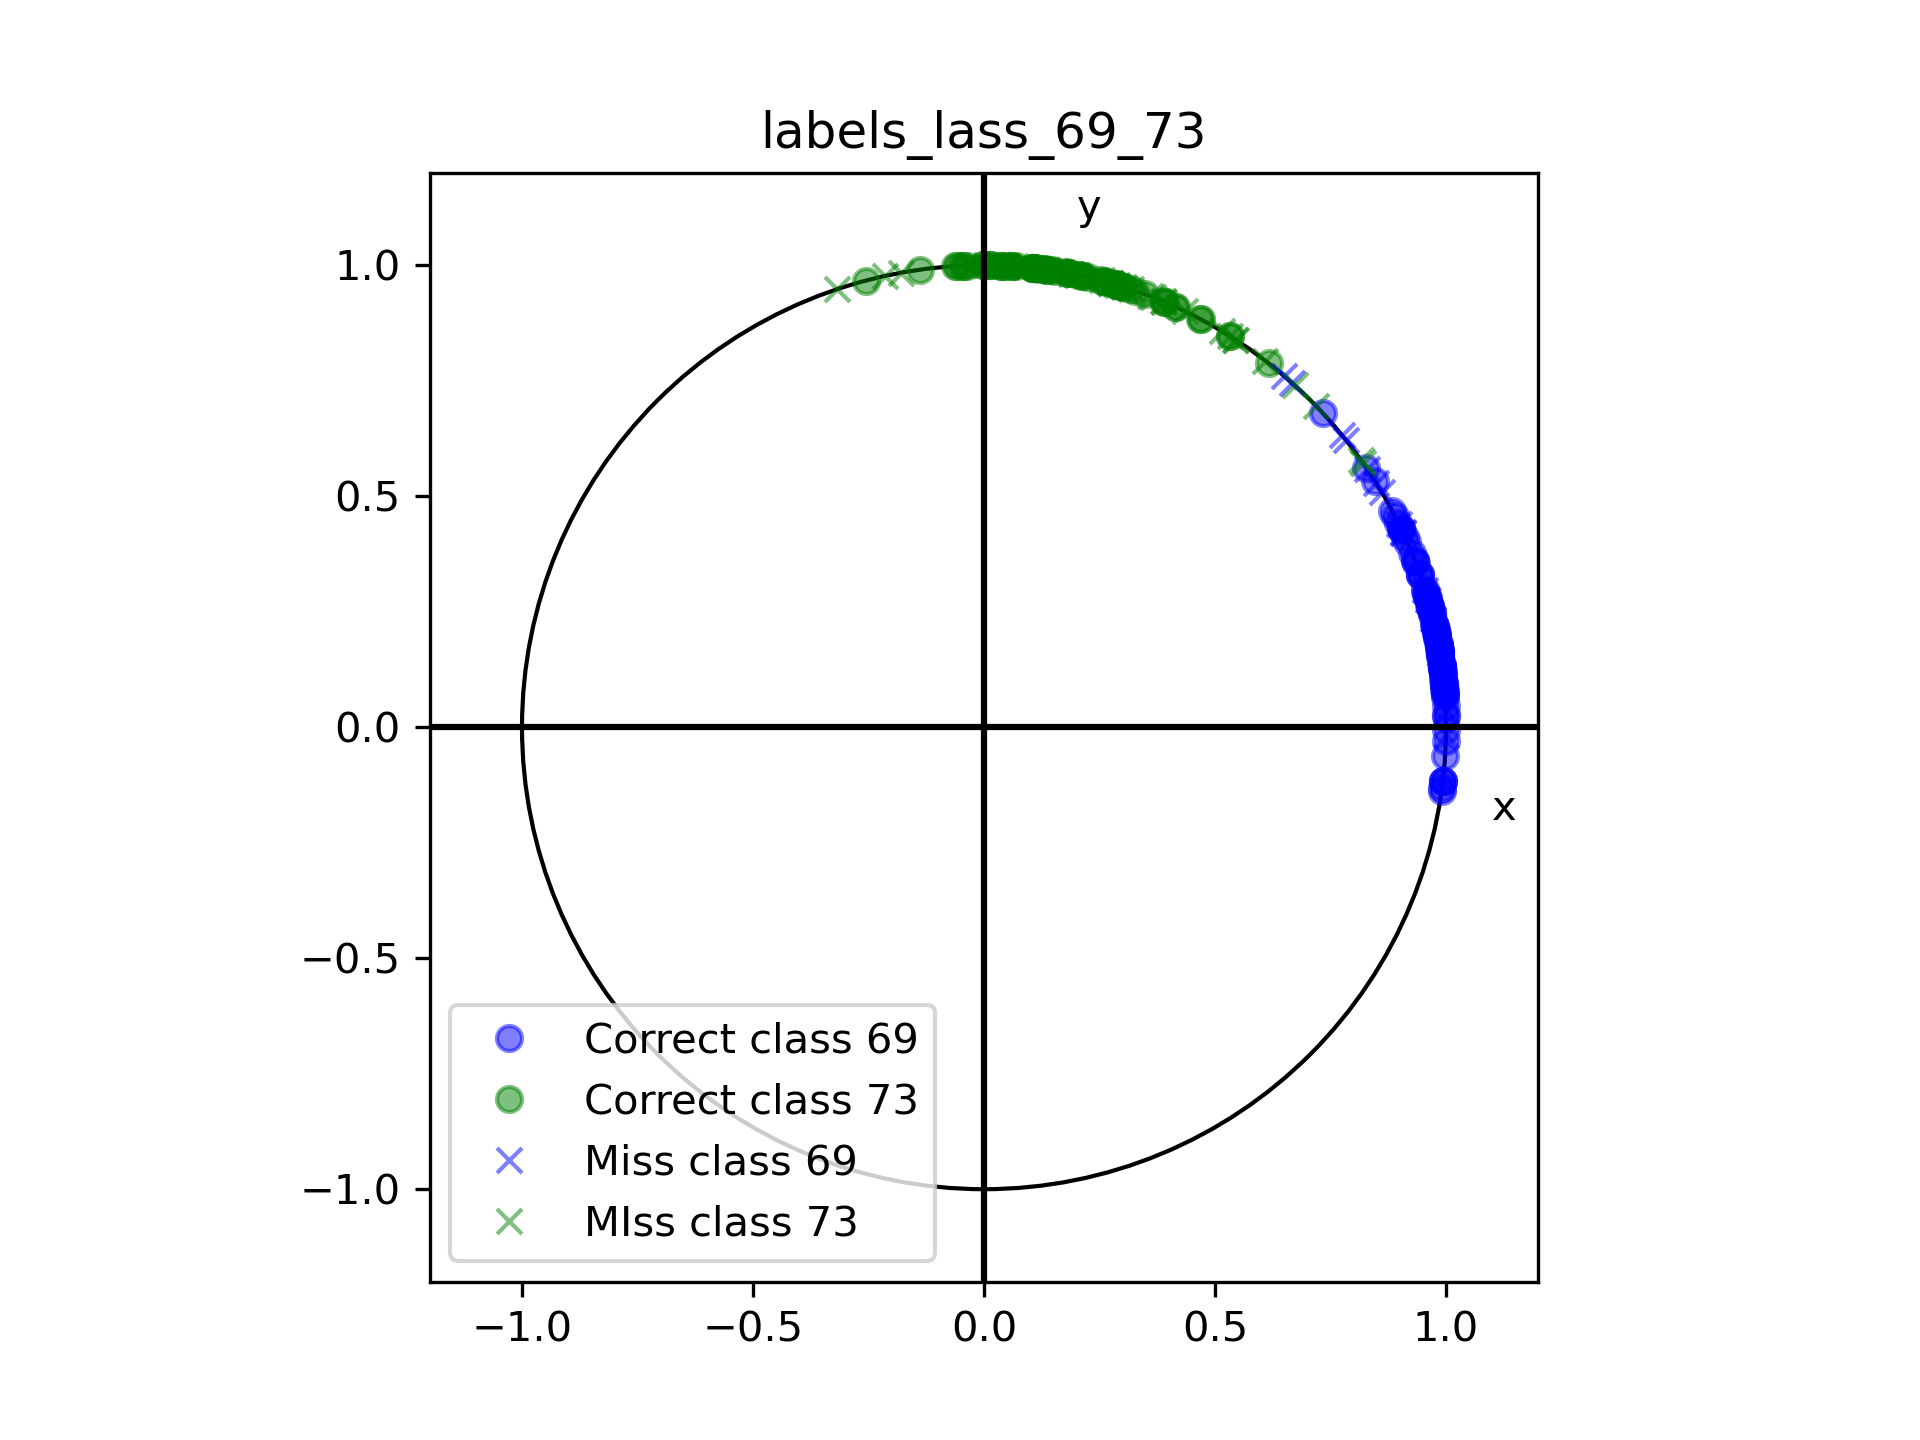 labels_lass_69_73
y
1.0
0.5
0.0
−0.5
−1.0
x
Correct class 69
Correct class 73
Miss class 69
MIss class 73
−1.0 −0.5 0.0 0.5 1.0